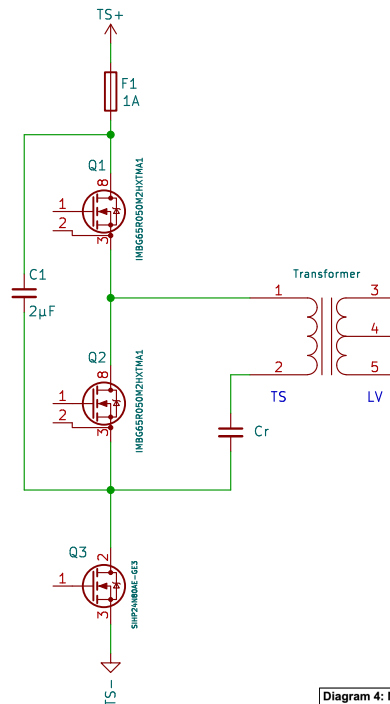 TS+
F1
1A
Q1
8
1
2
3
IMBG65R050M2HXTMA1
C1
2µF
Transformer
1
3
4
2
5
TS
LV
Q2
8
1
2
3
IMBG65R050M2HXTMA1
Cr
Q3
2
1
3
SIHP24N80AE-GE3
TS-
Diagram 4: